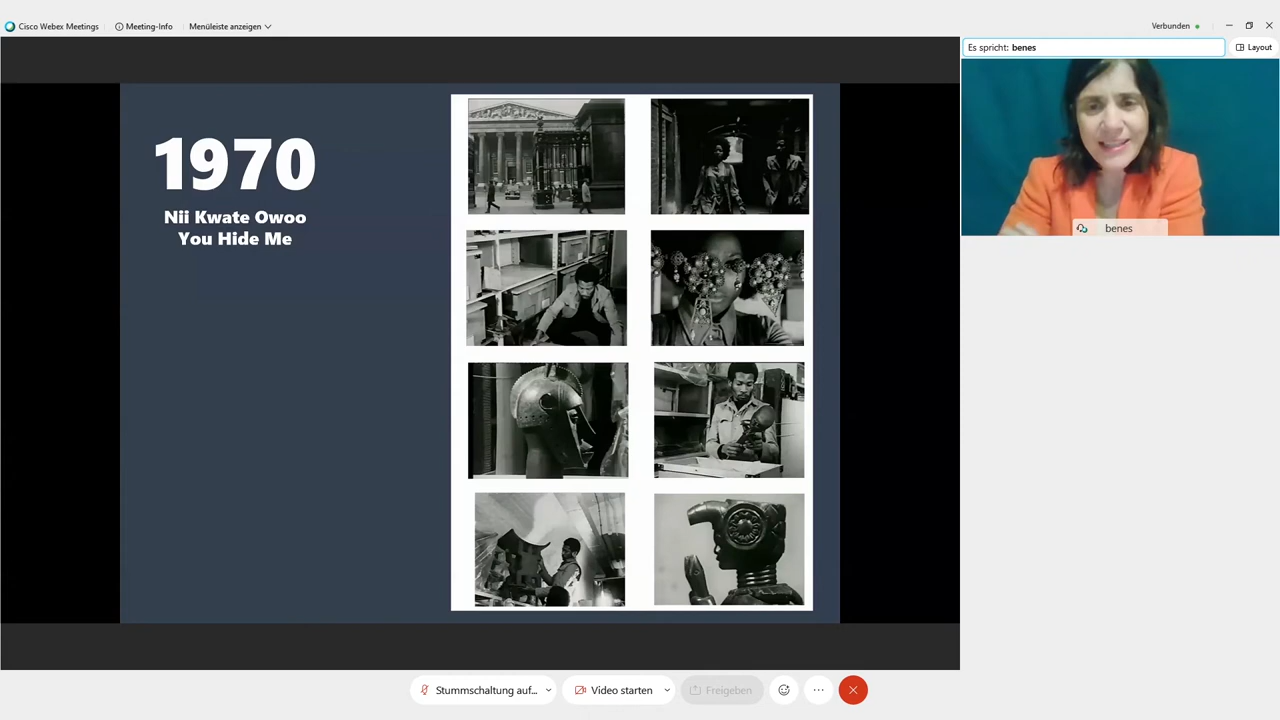 Cisco Webex Meetings
Meeting-Info
Menüleiste anzeigen
Verbunden
Es spricht: benes
Layout
1970
Nii Kwate Owoo
You Hide Me
benes
Stummschaltung auf...
Video starten
Freigeben